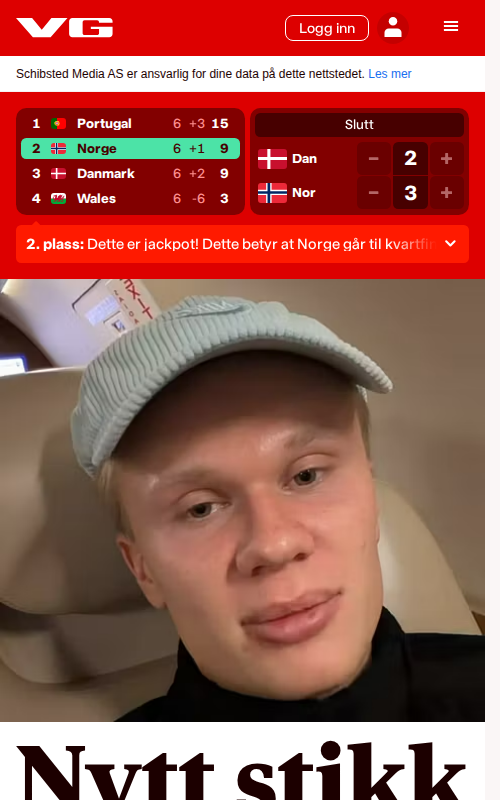 VG
Logg inn
Schibsted Media AS er ansvarlig for dine data på dette nettstedet. Les mer
1 Portugal 6 +3 15
2 Norge 6 +1 9
3 Danmark 6 +2 9
4 Wales 6 -6 3
Slutt
Dan − 2 +
Nor − 3 +
2. plass: Dette er jackpot! Dette betyr at Norge går til kvartfin
EXIT
Nytt stikk